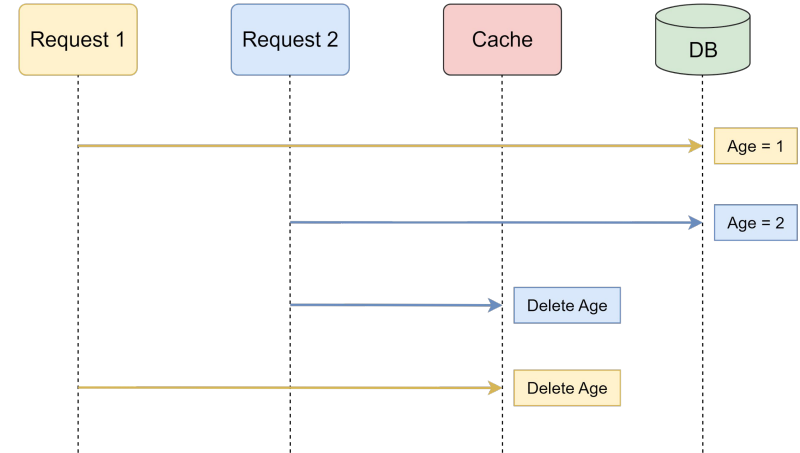 Request 1
Request 2
Cache
DB
Age = 1
Age = 2
Delete Age
Delete Age